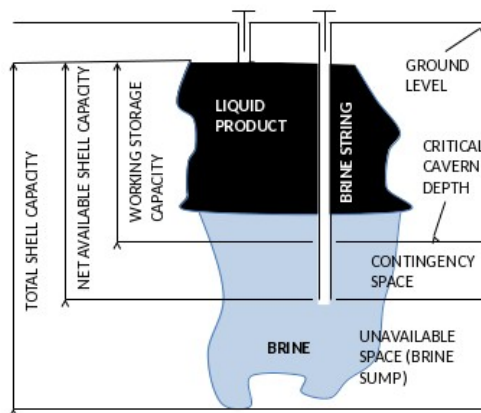 TOTAL SHELL CAPACITY
NET AVAILABLE SHELL CAPACITY
WORKING STORAGE
CAPACITY
LIQUID
PRODUCT
BRINE STRING
GROUND
LEVEL
CRITICAL
CAVERN
DEPTH
CONTINGENCY
SPACE
BRINE
UNAVAILABLE
SPACE (BRINE
SUMP)